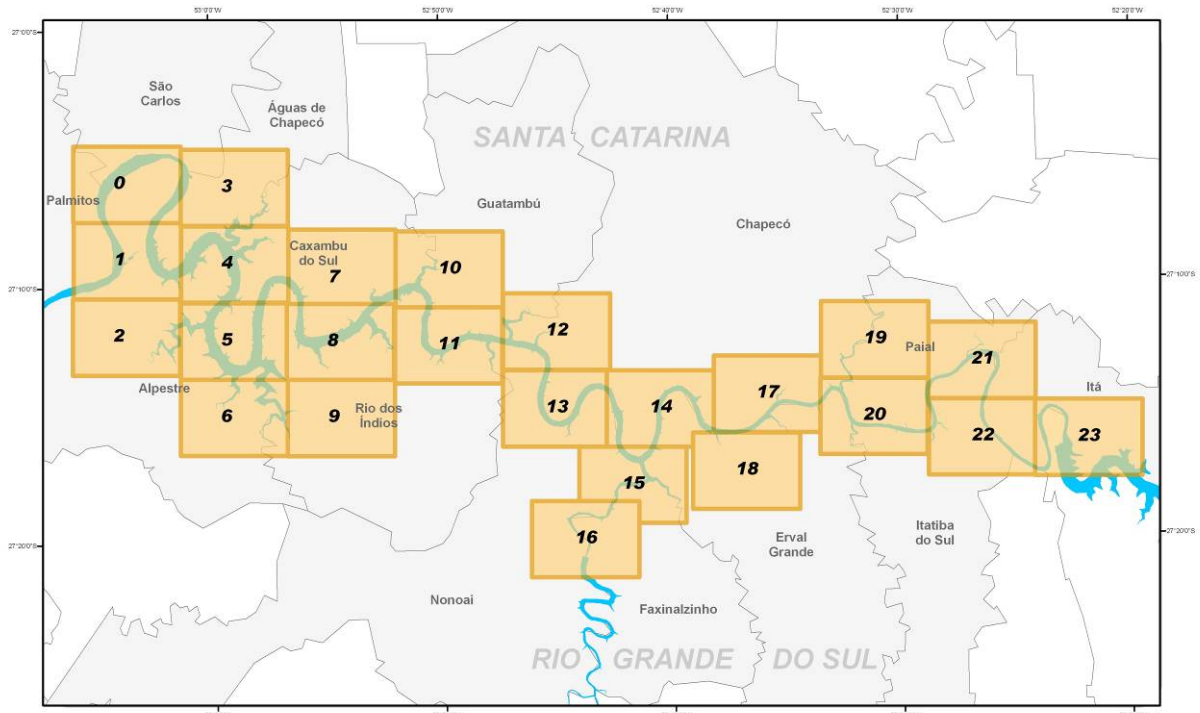 53°0'0"W
52°50'0"W
52°40'0"W
52°30'0"W
52°20'0"W
27°0'0"S
São
Carlos
Águas de
Chapecó
SANTA CATARINA
0
3
Palmitos
Guatambú
Chapecó
1
4
Caxambu
do Sul
7
10
27°10'0"S
27°10'0"S
2
5
8
11
12
19
Paial
21
Itá
Alpestre
6
9
Rio dos
Índios
13
14
17
20
22
23
15
18
16
Erval
Grande
Itatiba
do Sul
27°20'0"S
27°20'0"S
Nonoai
Faxinalzinho
RIO GRANDE DO SUL